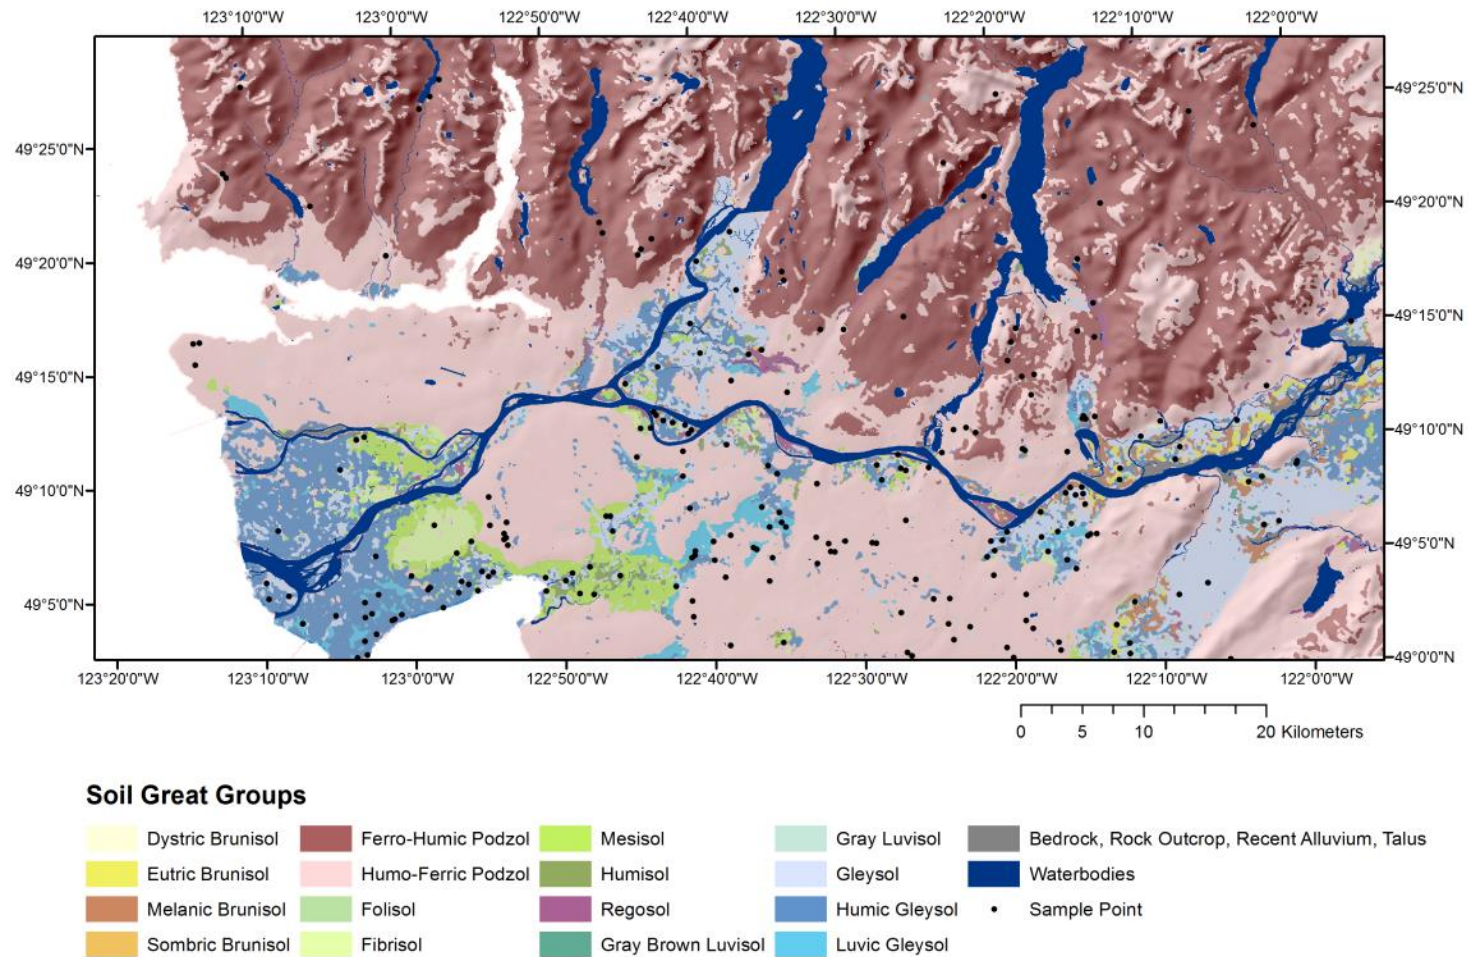 123°10'0"W 123°0'0"W 122°50'0"W 122°40'0"W 122°30'0"W 122°20'0"W 122°10'0"W 122°0'0"W
49°25'0"N
49°25'0"N
49°20'0"N
49°20'0"N
49°15'0"N
49°15'0"N
49°10'0"N
49°10'0"N
49°5'0"N
49°5'0"N
49°0'0"N
123°20'0"W 123°10'0"W 123°0'0"W 122°50'0"W 122°40'0"W 122°30'0"W 122°20'0"W 122°10'0"W 122°0'0"W
0 5 10 20 Kilometers
Soil Great Groups
Dystric Brunisol Ferro-Humic Podzol Mesisol Gray Luvisol Bedrock, Rock Outcrop, Recent Alluvium, Talus
Eutric Brunisol Humo-Ferric Podzol Humisol Gleysol Waterbodies
Melanic Brunisol Folisol Regosol Humic Gleysol Sample Point
Sombric Brunisol Fibrisol Gray Brown Luvisol Luvic Gleysol